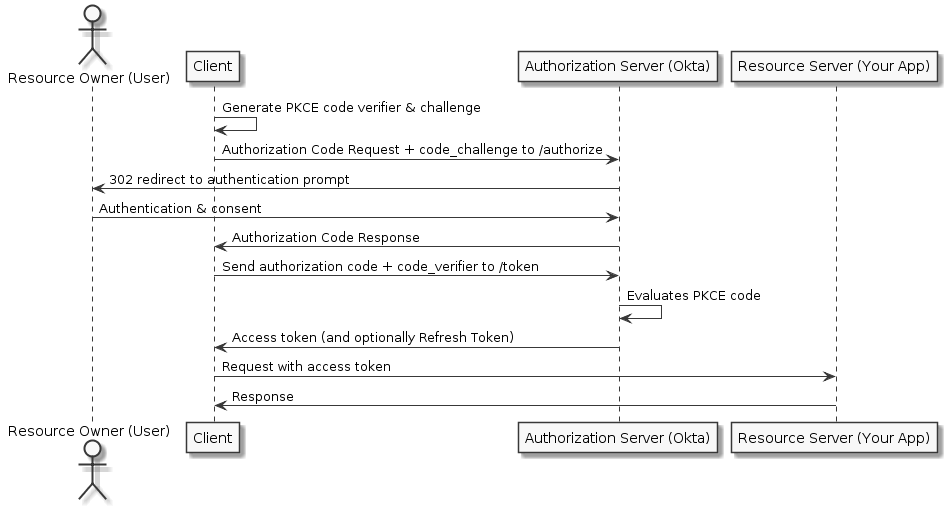 Resource Owner (User)
Client
Authorization Server (Okta)
Resource Server (Your App)
Generate PKCE code verifier & challenge
Authorization Code Request + code_challenge to /authorize
302 redirect to authentication prompt
Authentication & consent
Authorization Code Response
Send authorization code + code_verifier to /token
Evaluates PKCE code
Access token (and optionally Refresh Token)
Request with access token
Response
Resource Owner (User)
Client
Authorization Server (Okta)
Resource Server (Your App)